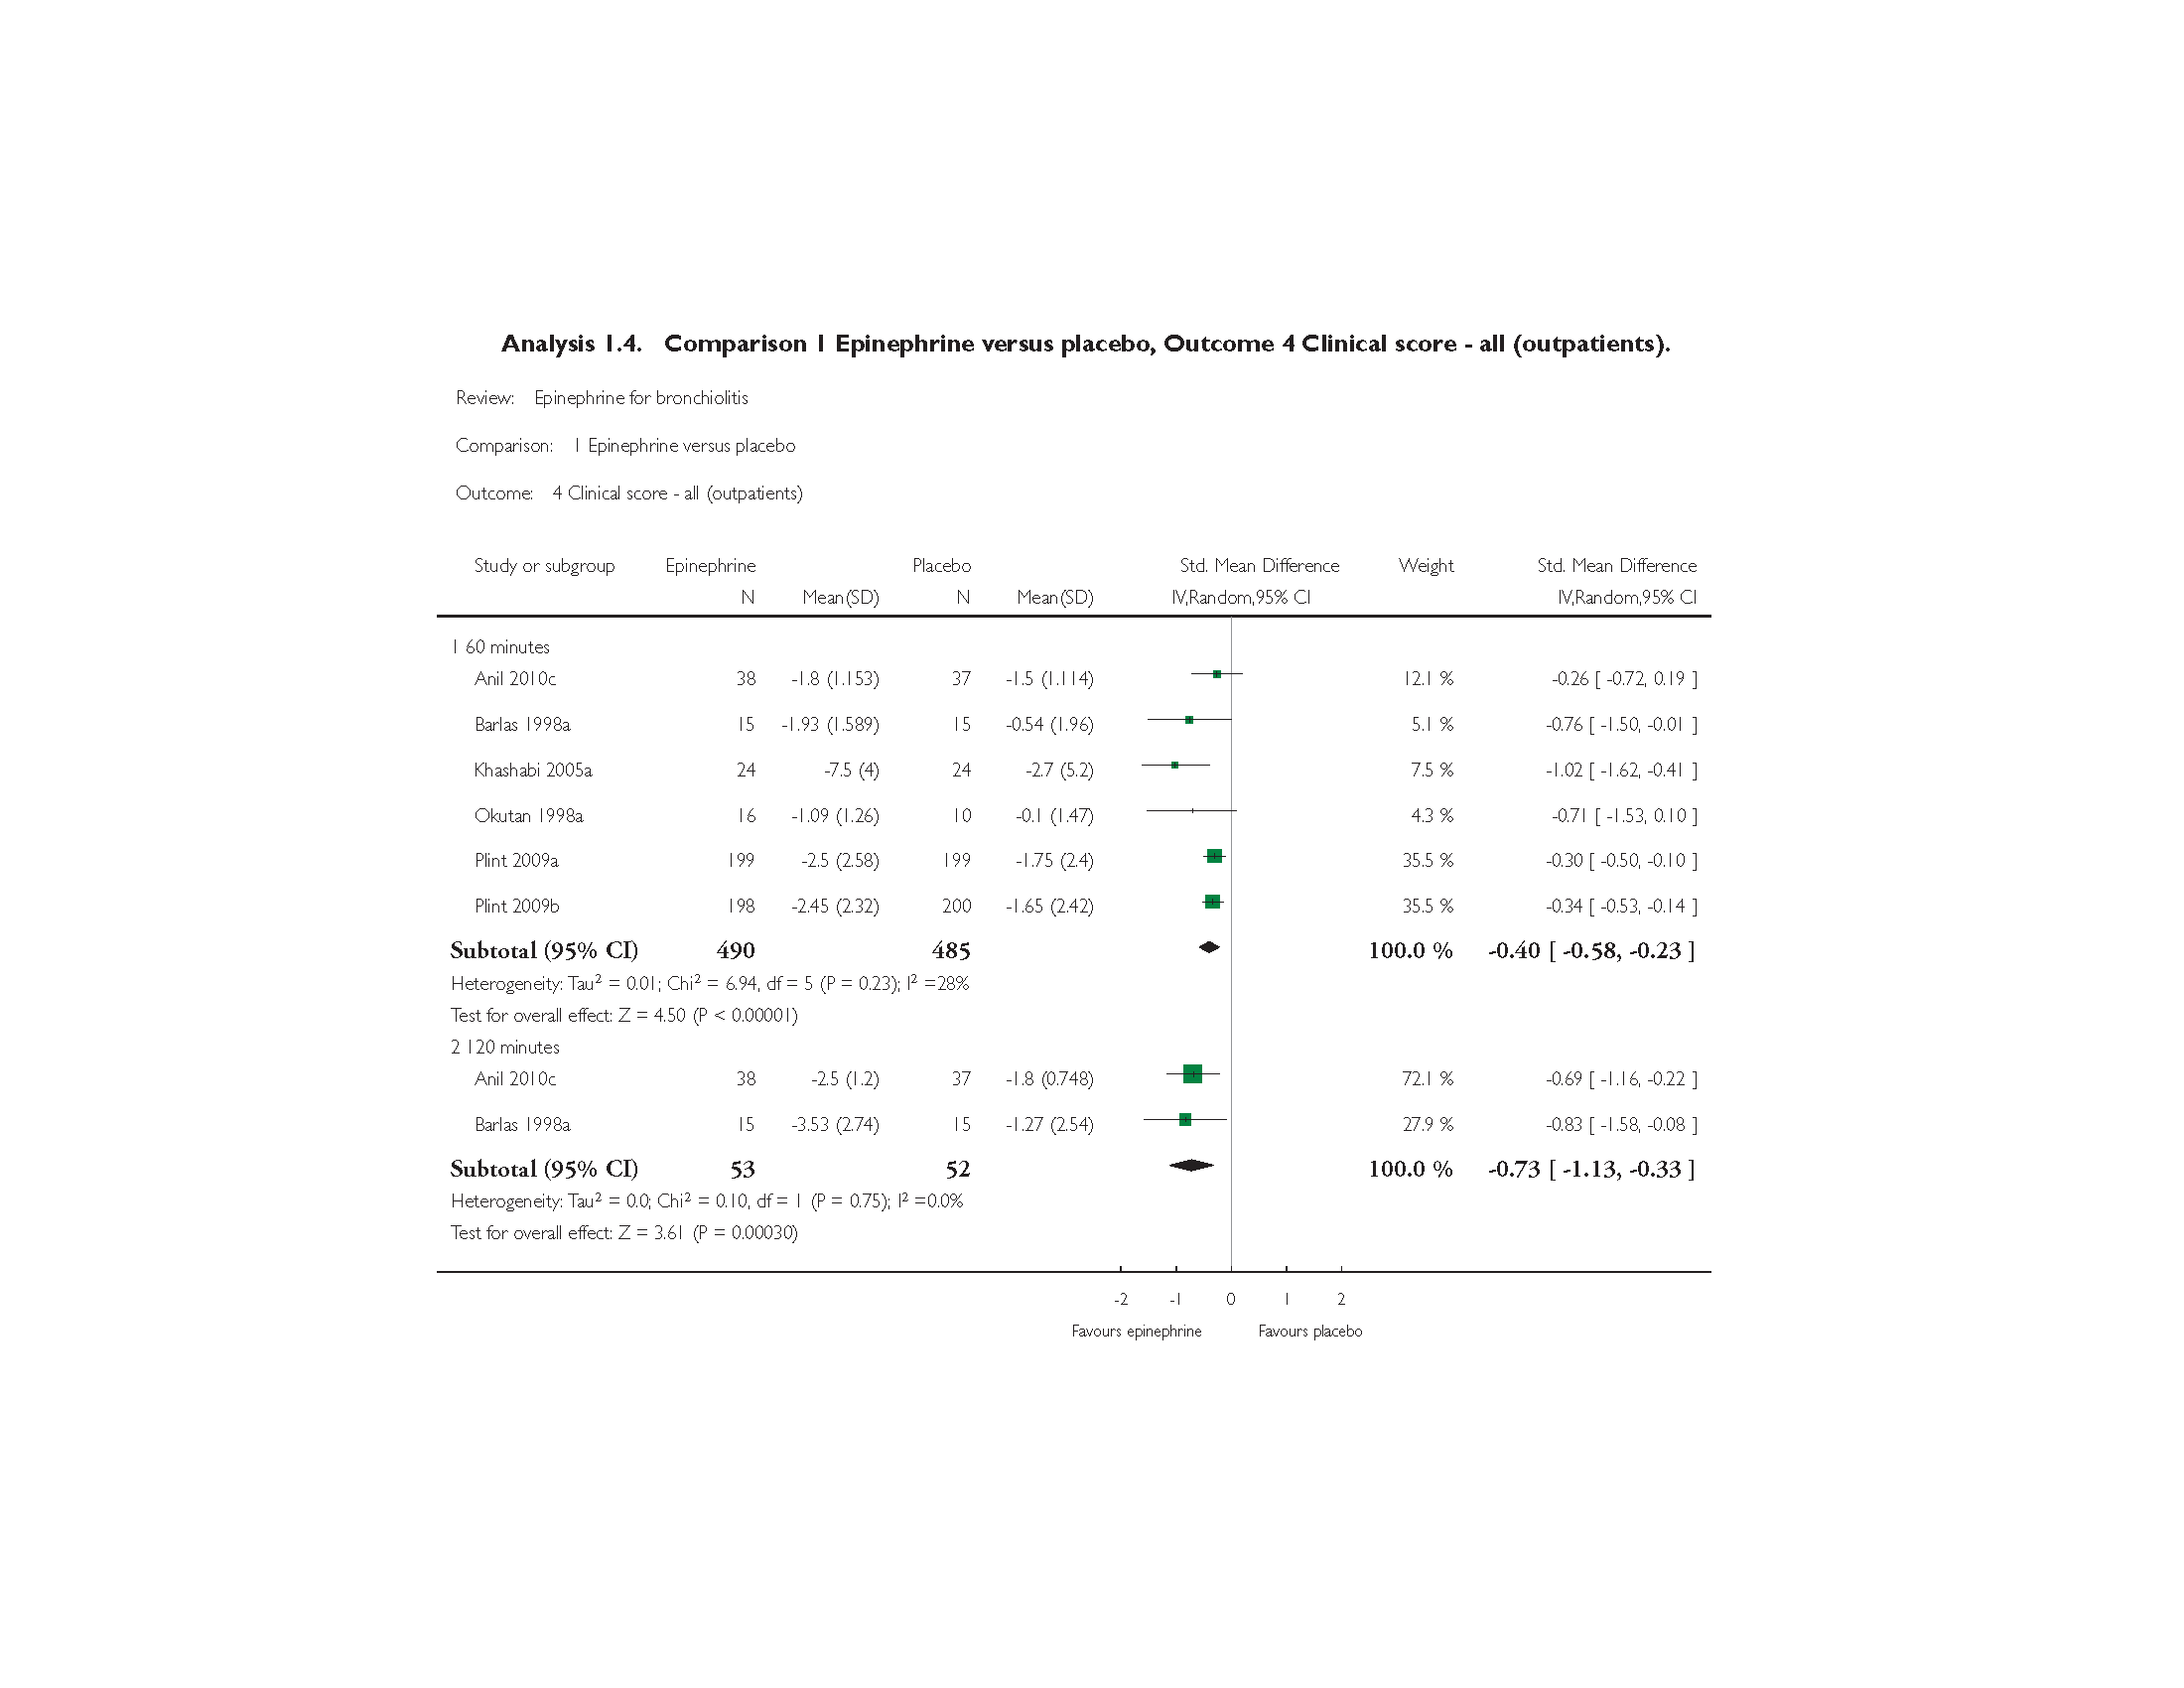 Analysis 1.4. Comparison 1 Epinephrine versus placebo, Outcome 4 Clinical score - all (outpatients).
Review: Epinephrine for bronchiolitis
Comparison: 1 Epinephrine versus placebo
Outcome: 4 Clinical score - all (outpatients)
Study or subgroup Epinephrine Placebo Std. Mean Difference Weight Std. Mean Difference
N Mean(SD) N Mean(SD) IV,Random,95% CI IV,Random,95% CI
1 60 minutes
Anil 2010c 38 -1.8 (1.153) 37 -1.5 (1.114) 12.1 % -0.26 [ -0.72, 0.19 ]
Barlas 1998a 15 -1.93 (1.589) 15 -0.54 (1.96) 5.1 % -0.76 [ -1.50, -0.01 ]
Khashabi 2005a 24 -7.5 (4) 24 -2.7 (5.2) 7.5 % -1.02 [ -1.62, -0.41 ]
Okutan 1998a 16 -1.09 (1.26) 10 -0.1 (1.47) 4.3 % -0.71 [ -1.53, 0.10 ]
Plint 2009a 199 -2.5 (2.58) 199 -1.75 (2.4) 35.5 % -0.30 [ -0.50, -0.10 ]
Plint 2009b 198 -2.45 (2.32) 200 -1.65 (2.42) 35.5 % -0.34 [ -0.53, -0.14 ]
Subtotal (95% CI) 490 485 100.0 % -0.40 [ -0.58, -0.23 ]
Heterogeneity: Tau² = 0.01; Chi² = 6.94, df = 5 (P = 0.23); I² =28%
Test for overall effect: Z = 4.50 (P < 0.00001)
2 120 minutes
Anil 2010c 38 -2.5 (1.2) 37 -1.8 (0.748) 72.1 % -0.69 [ -1.16, -0.22 ]
Barlas 1998a 15 -3.53 (2.74) 15 -1.27 (2.54) 27.9 % -0.83 [ -1.58, -0.08 ]
Subtotal (95% CI) 53 52 100.0 % -0.73 [ -1.13, -0.33 ]
Heterogeneity: Tau² = 0.0; Chi² = 0.10, df = 1 (P = 0.75); I² =0.0%
Test for overall effect: Z = 3.61 (P = 0.00030)
-2 -1 0 1 2
Favours epinephrine Favours placebo